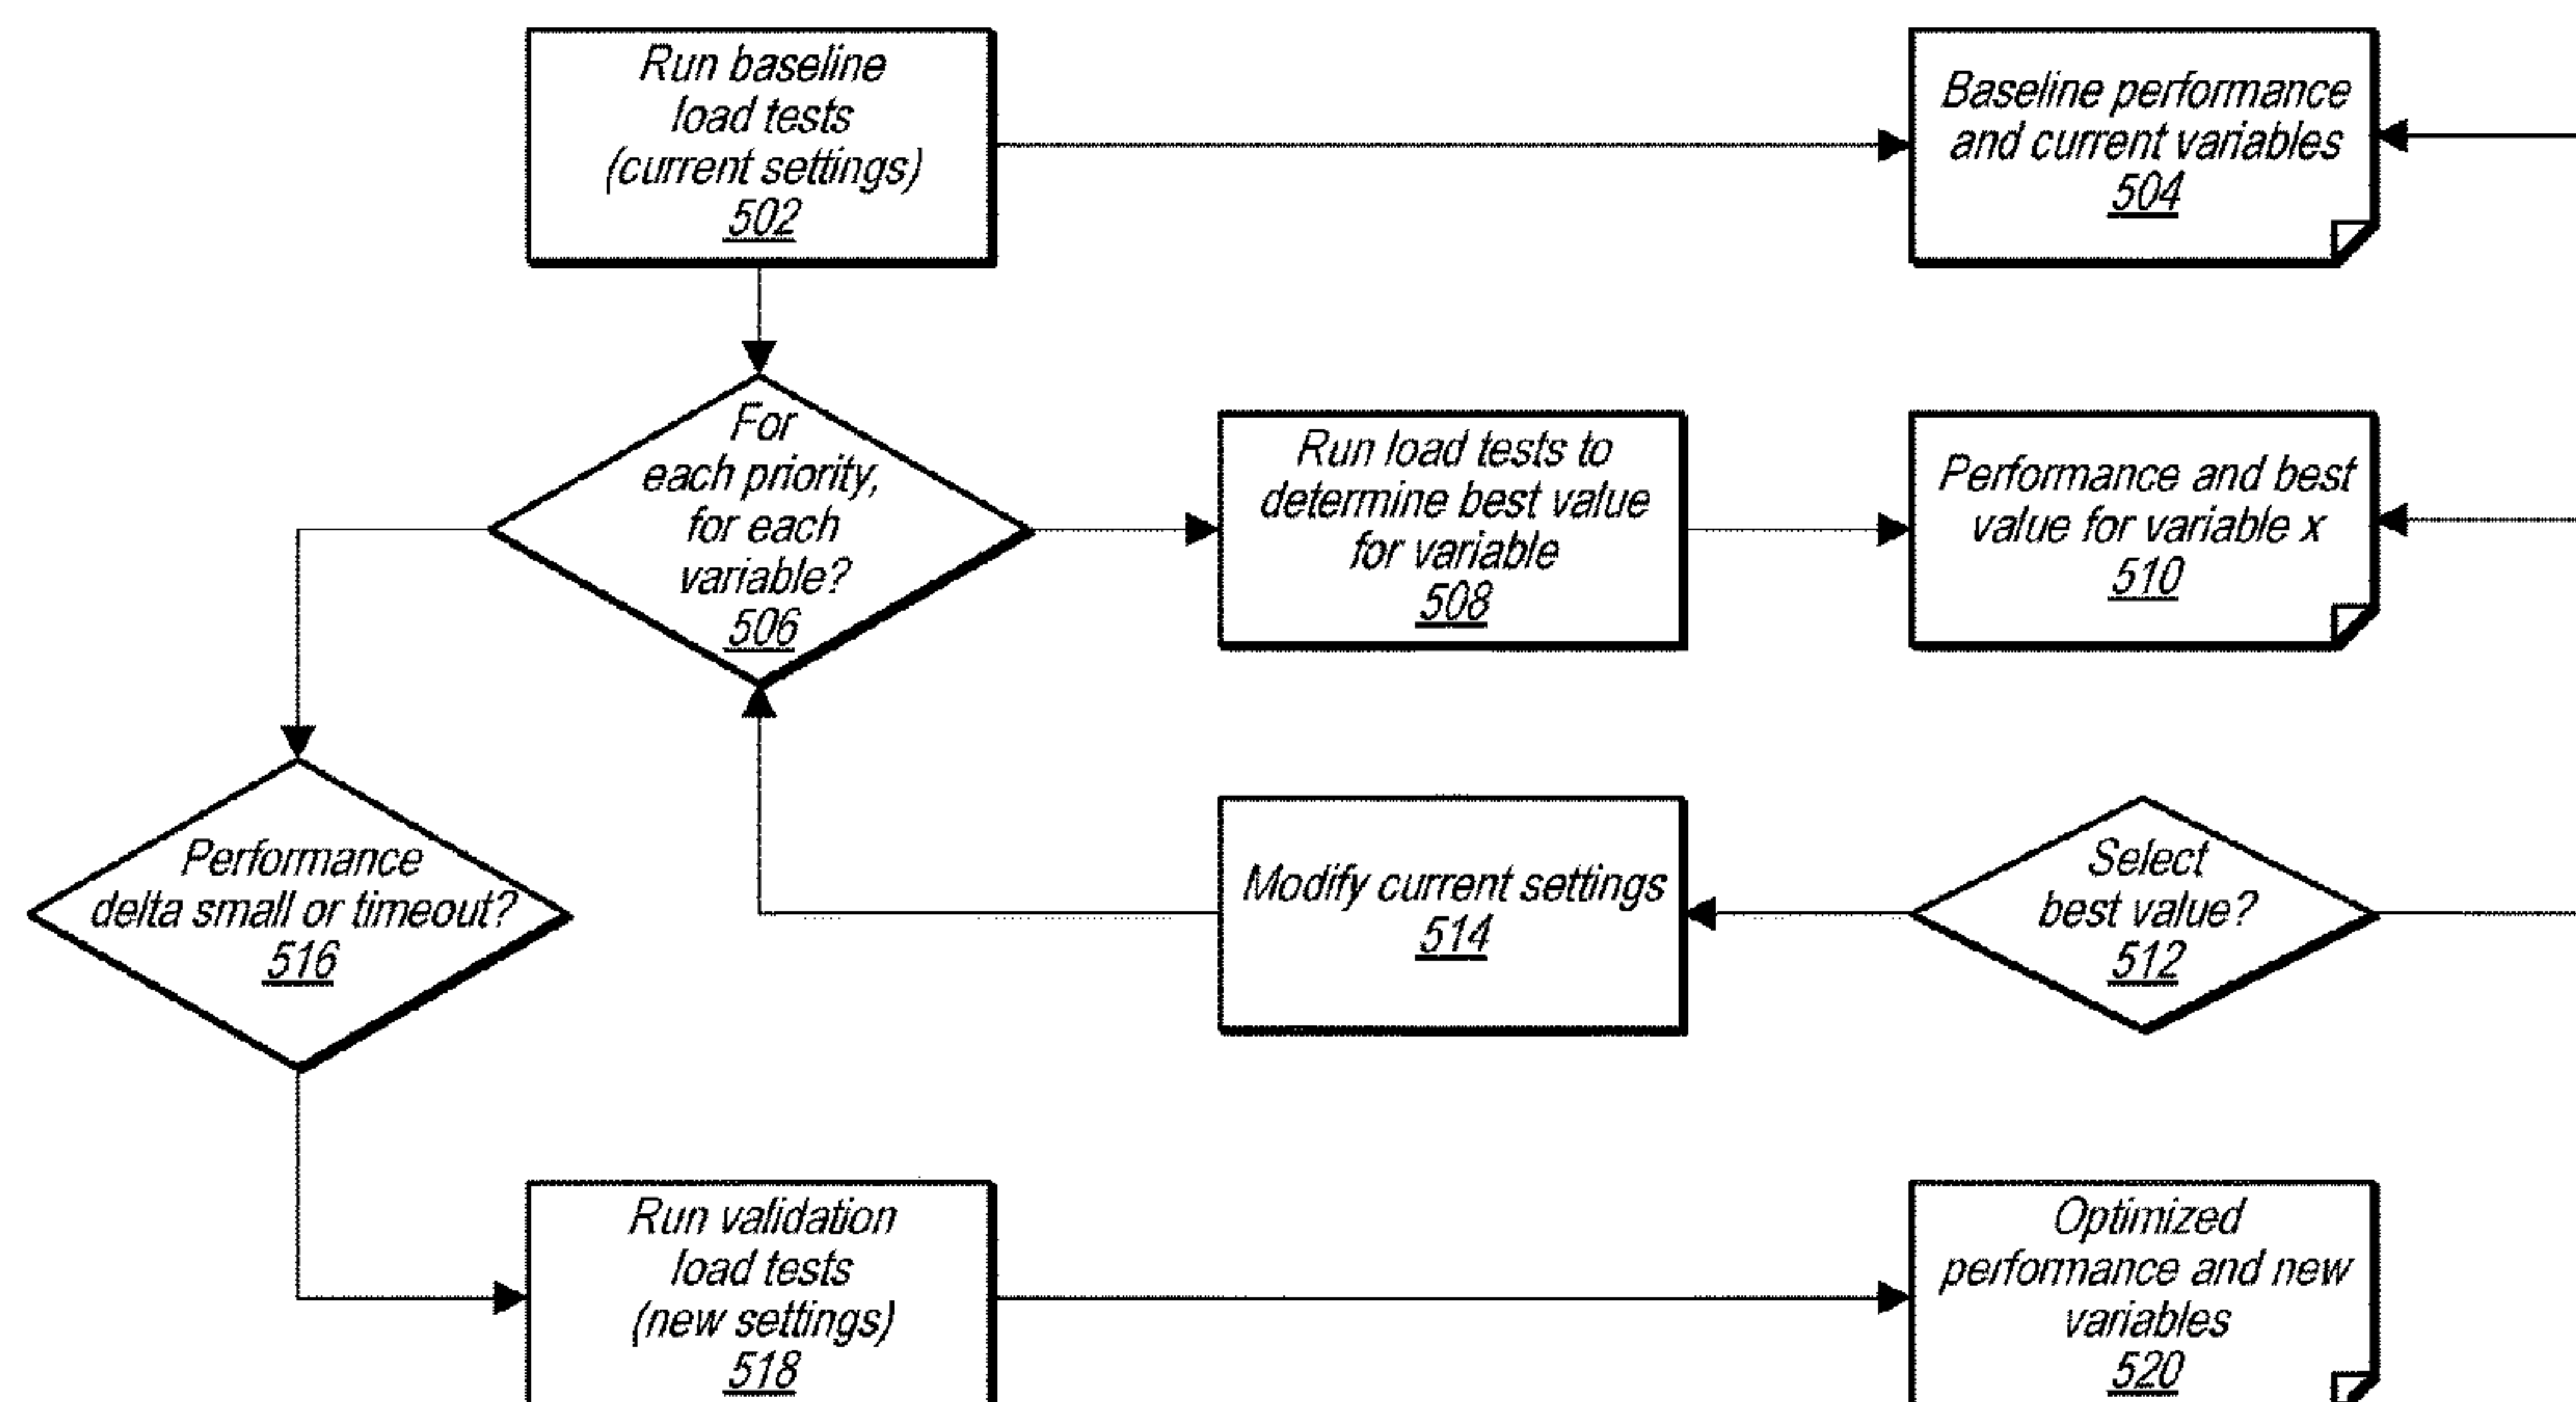 Run baseline
load tests
(current settings)
502
Baseline performance
and current variables
504
For
each priority,
for each
variable?
506
Run load tests to
determine best value
for variable
508
Performance and best
value for variable x
510
Performance
delta small or timeout?
516
Modify current settings
514
Select
best value?
512
Run validation
load tests
(new settings)
518
Optimized
performance and new
variables
520